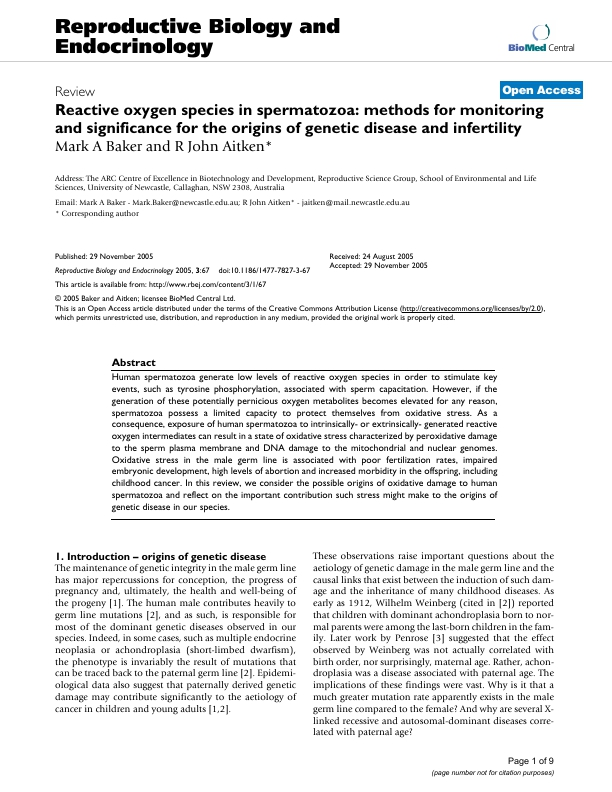 Reproductive Biology and
Endocrinology
BioMed Central
Open Access
Review
Reactive oxygen species in spermatozoa: methods for monitoring
and significance for the origins of genetic disease and infertility
Mark A Baker and R John Aitken*
Address: The ARC Centre of Excellence in Biotechnology and Development, Reproductive Science Group, School of Environmental and Life
Sciences, University of Newcastle, Callaghan, NSW 2308, Australia
Email: Mark A Baker - Mark.Baker@newcastle.edu.au; R John Aitken* - jaitken@mail.newcastle.edu.au
* Corresponding author
Published: 29 November 2005
Reproductive Biology and Endocrinology 2005, 3:67 doi:10.1186/1477-7827-3-67
Received: 24 August 2005
Accepted: 29 November 2005
This article is available from: http://www.rbej.com/content/3/1/67
© 2005 Baker and Aitken; licensee BioMed Central Ltd.
This is an Open Access article distributed under the terms of the Creative Commons Attribution License (http://creativecommons.org/licenses/by/2.0),
which permits unrestricted use, distribution, and reproduction in any medium, provided the original work is properly cited.
Abstract
Human spermatozoa generate low levels of reactive oxygen species in order to stimulate key
events, such as tyrosine phosphorylation, associated with sperm capacitation. However, if the
generation of these potentially pernicious oxygen metabolites becomes elevated for any reason,
spermatozoa possess a limited capacity to protect themselves from oxidative stress. As a
consequence, exposure of human spermatozoa to intrinsically- or extrinsically- generated reactive
oxygen intermediates can result in a state of oxidative stress characterized by peroxidative damage
to the sperm plasma membrane and DNA damage to the mitochondrial and nuclear genomes.
Oxidative stress in the male germ line is associated with poor fertilization rates, impaired
embryonic development, high levels of abortion and increased morbidity in the offspring, including
childhood cancer. In this review, we consider the possible origins of oxidative damage to human
spermatozoa and reflect on the important contribution such stress might make to the origins of
genetic disease in our species.
1. Introduction – origins of genetic disease
The maintenance of genetic integrity in the male germ line
has major repercussions for conception, the progress of
pregnancy and, ultimately, the health and well-being of
the progeny [1]. The human male contributes heavily to
germ line mutations [2], and as such, is responsible for
most of the dominant genetic diseases observed in our
species. Indeed, in some cases, such as multiple endocrine
neoplasia or achondroplasia (short-limbed dwarfism),
the phenotype is invariably the result of mutations that
can be traced back to the paternal germ line [2]. Epidemi-
ological data also suggest that paternally derived genetic
damage may contribute significantly to the aetiology of
cancer in children and young adults [1,2].
These observations raise important questions about the
aetiology of genetic damage in the male germ line and the
causal links that exist between the induction of such dam-
age and the inheritance of many childhood diseases. As
early as 1912, Wilhelm Weinberg (cited in [2]) reported
that children with dominant achondroplasia born to nor-
mal parents were among the last-born children in the fam-
ily. Later work by Penrose [3] suggested that the effect
observed by Weinberg was not actually correlated with
birth order, nor surprisingly, maternal age. Rather, achon-
droplasia was a disease associated with paternal age. The
implications of these findings were vast. Why is it that a
much greater mutation rate apparently exists in the male
germ line compared to the female? And why are several X-
linked recessive and autosomal-dominant diseases corre-
lated with paternal age?
Page 1 of 9
(page number not for citation purposes)